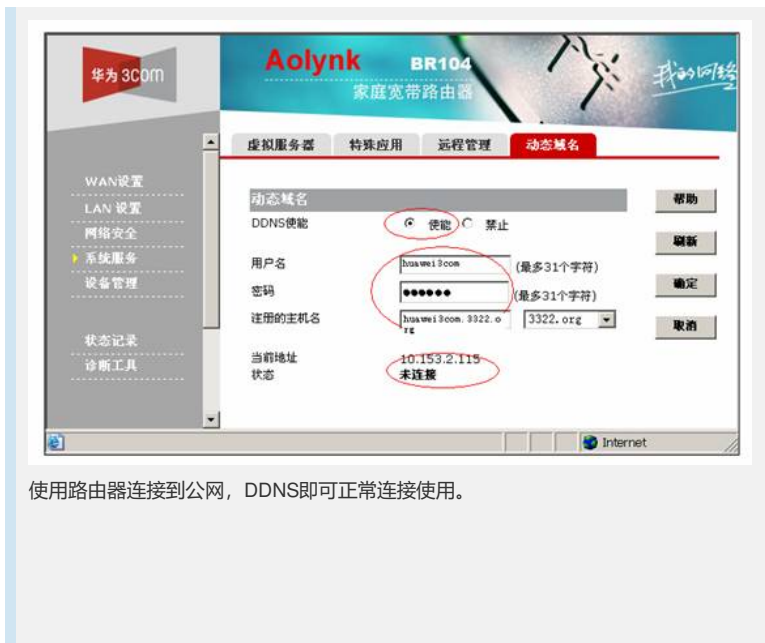 华为 3COM
Aolynk BR104
家庭宽带路由器
我的网络
虚拟服务器 特殊应用 远程管理 动态域名
WAN设置
LAN 设置
网络安全
系统服务
设备管理
状态记录
诊断工具
动态域名
DDNS使能 使能 禁止
用户名 huawei3com (最多31个字符)
密码 ●●●●●● (最多31个字符)
注册的主机名 huawei3com.3322.o
rg 3322.org
当前地址 10.153.2.115
状态 未连接
帮助
刷新
确定
取消
Internet
使用路由器连接到公网，DDNS即可正常连接使用。